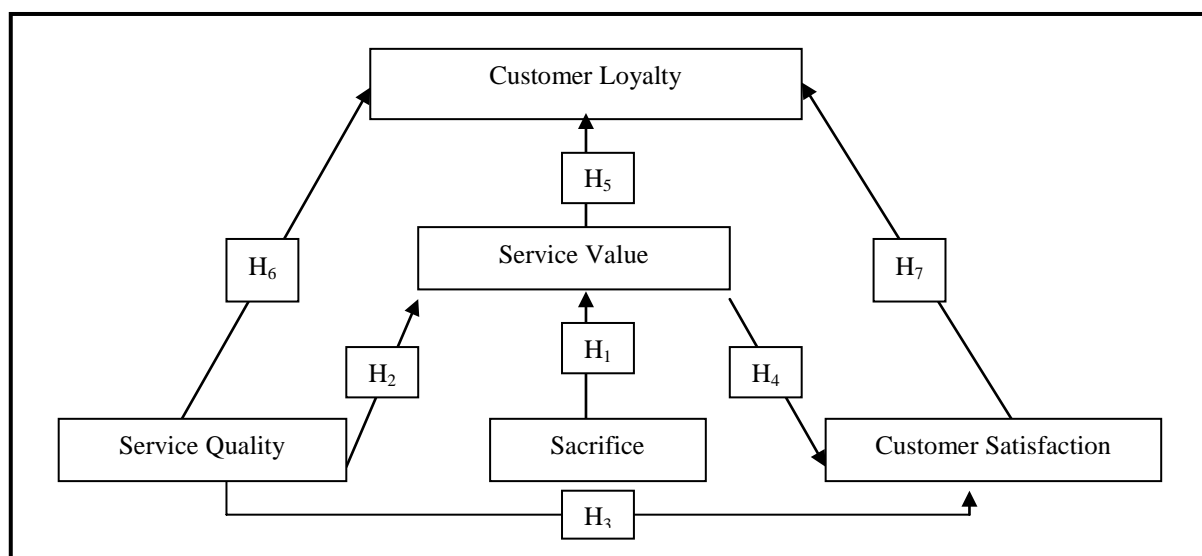 Customer Loyalty
H₅
Service Value
H₆
H₇
H₁
H₂
H₄
Service Quality
Sacrifice
Customer Satisfaction
H₃